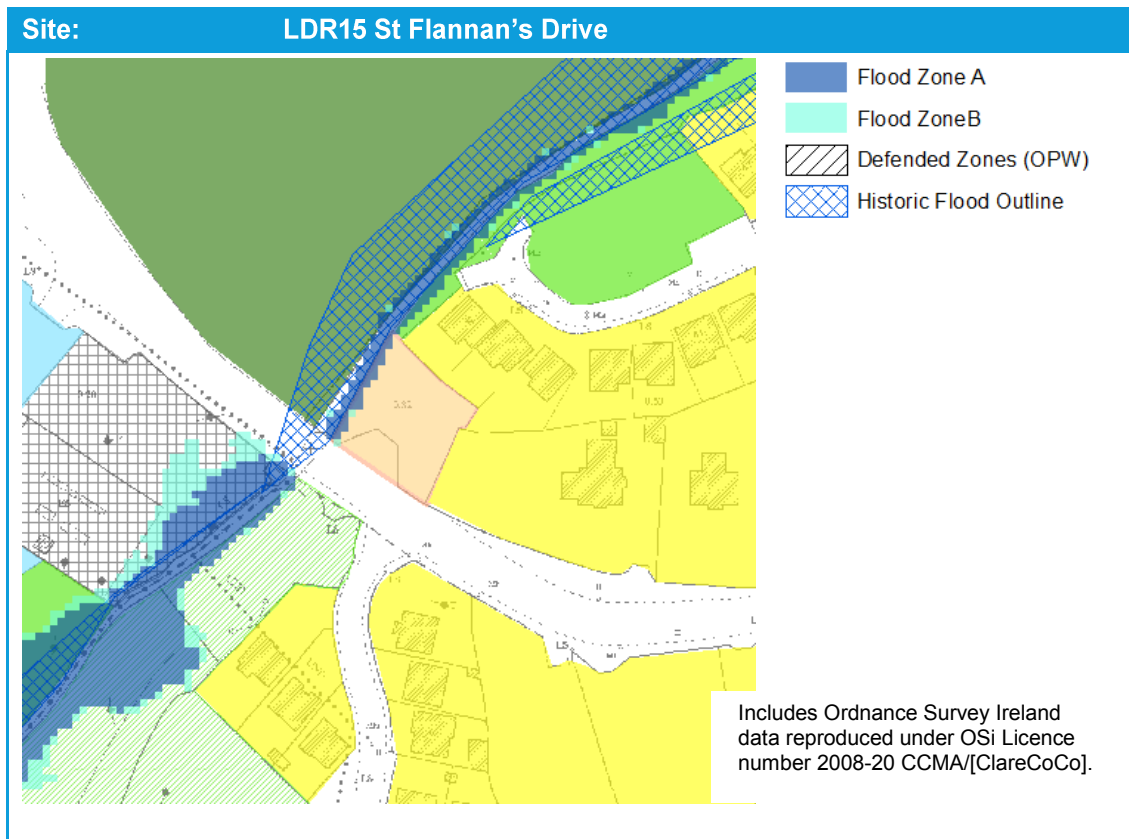 Site: LDR15 St Flannan's Drive
Flood Zone A
Flood ZoneB
Defended Zones (OPW)
Historic Flood Outline
Includes Ordnance Survey Ireland
data reproduced under OSi Licence
number 2008-20 CCMA/[ClareCoCo].